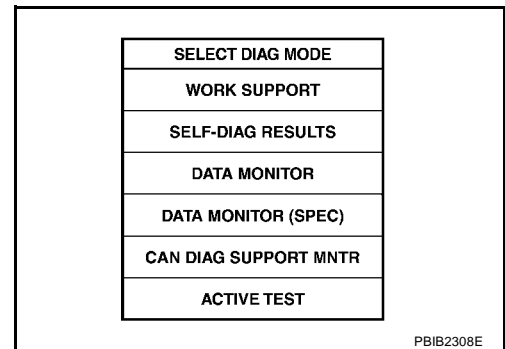 SELECT DIAG MODE
WORK SUPPORT
SELF-DIAG RESULTS
DATA MONITOR
DATA MONITOR (SPEC)
CAN DIAG SUPPORT MNTR
ACTIVE TEST
PBIB2308E